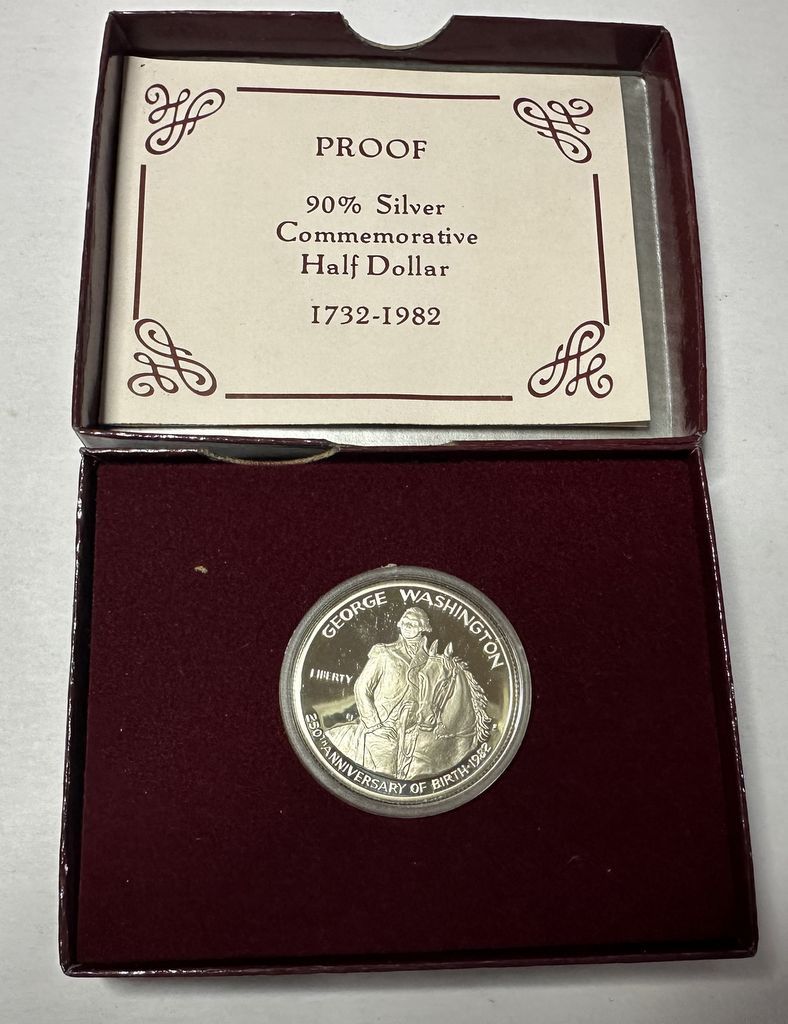 PROOF
90% Silver
Commemorative
Half Dollar
1732-1982
GEORGE WASHINGTON
LIBERTY
250TH ANNIVERSARY OF BIRTH·1982